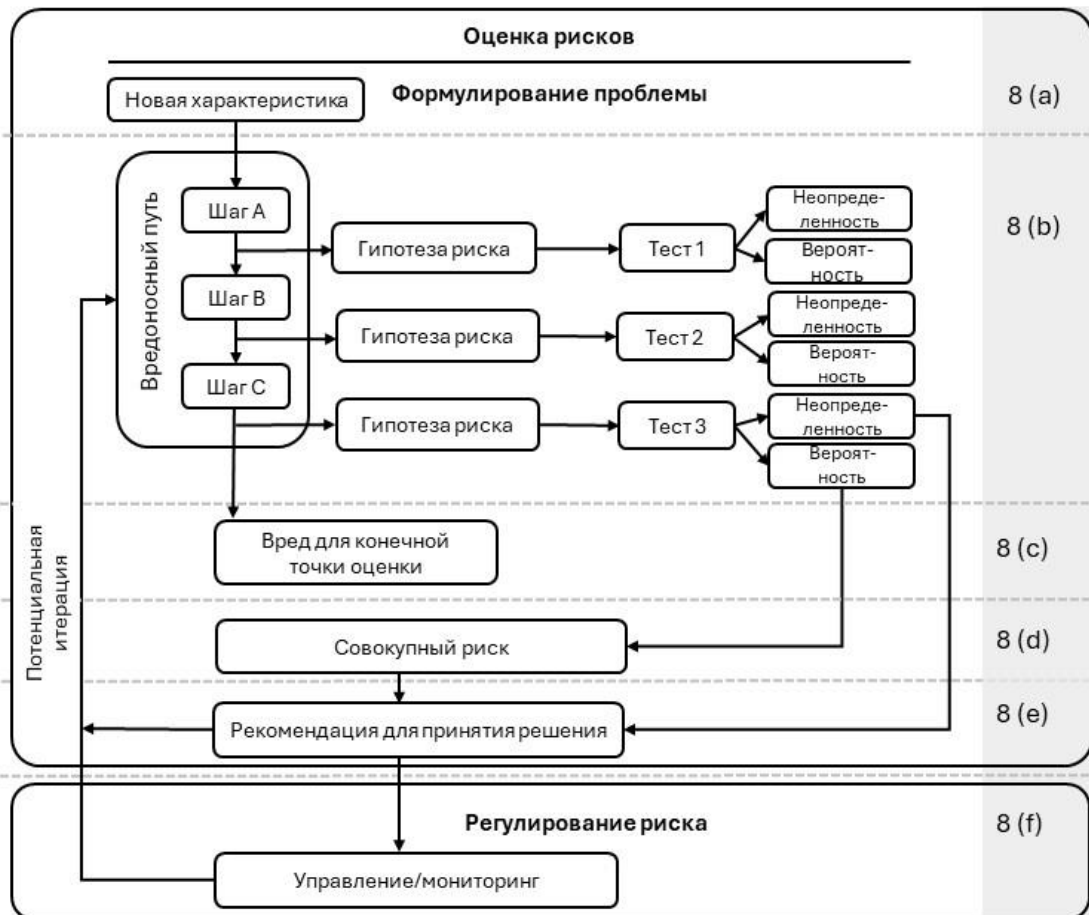 Оценка рисков
Новая характеристика
Формулирование проблемы
8 (a)
Вредоносный путь
Шаг A
Шаг B
Шаг C
Гипотеза риска
Тест 1
Неопреде-
ленность
Вероят-
ность
8 (b)
Гипотеза риска
Тест 2
Неопреде-
ленность
Вероят-
ность
Гипотеза риска
Тест 3
Неопреде-
ленность
Вероят-
ность
Потенциальная
итерация
Вред для конечной
точки оценки
8 (c)
Совокупный риск
8 (d)
Рекомендация для принятия решения
8 (e)
Регулирование риска
8 (f)
Управление/мониторинг